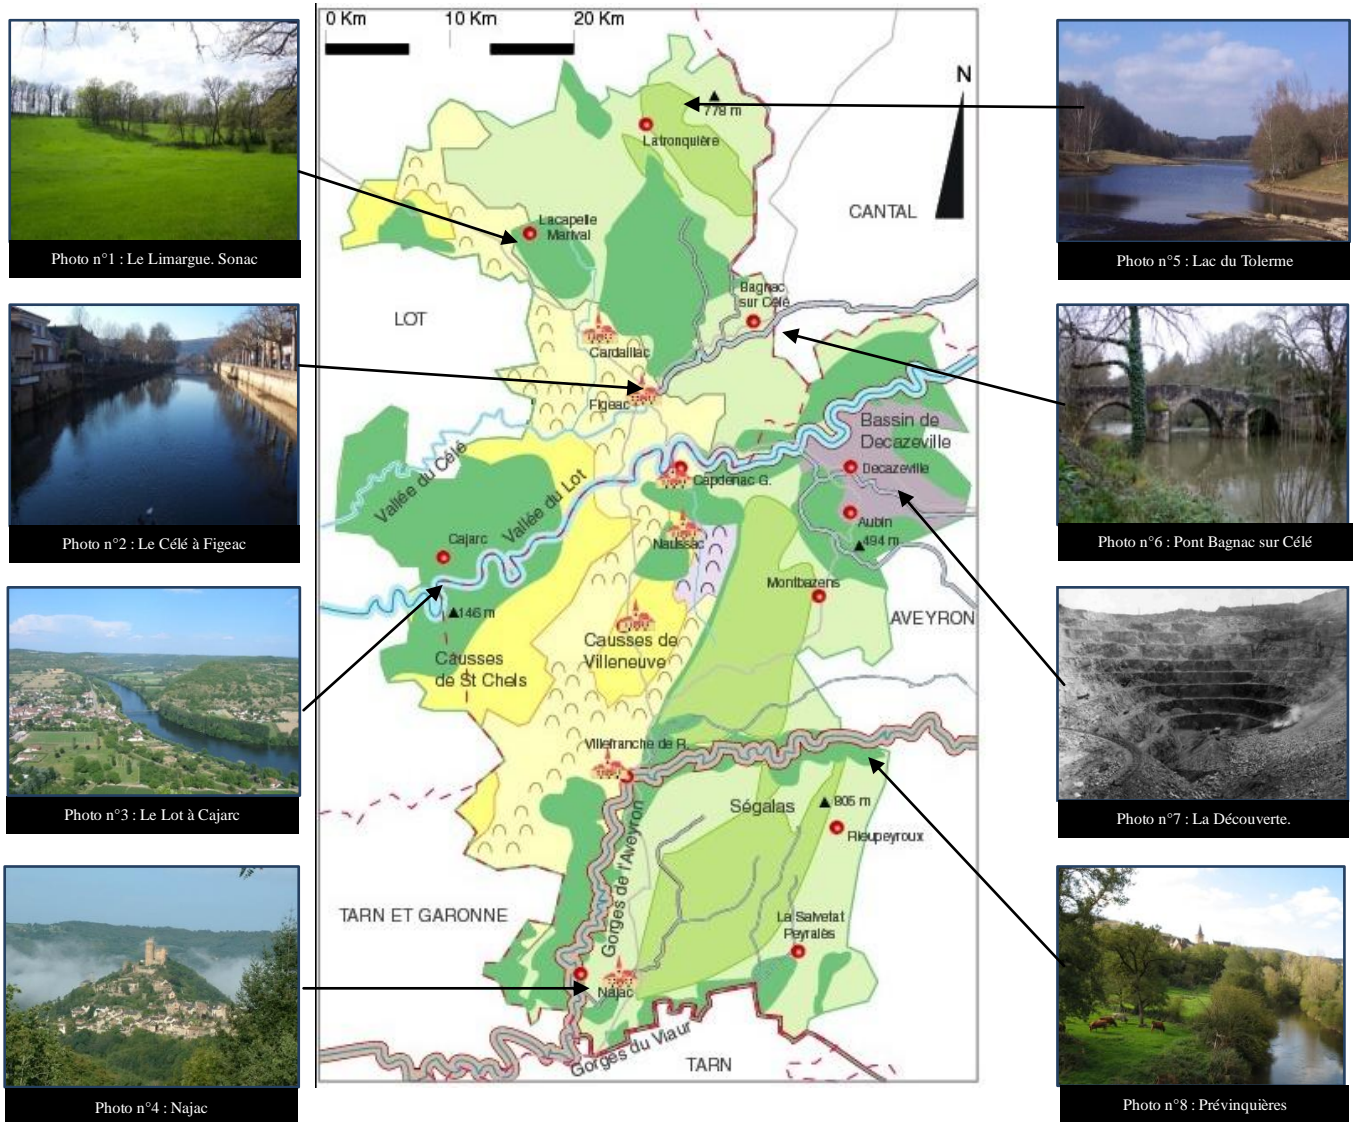 0 Km 10 Km 20 Km
N
778 m
Latronquière
CANTAL
Lacapelle
Marival
Bagnac
sur Célé
LOT
Cardaillac
Figeac
Bassin de
Decazeville
Decazeville
Vallée du Célé
Vallée du Lot
Capdenac G.
Aubin
494 m
Cajarc
Naussac
Montbazens
AVEYRON
146 m
Causses de
Villeneuve
Causses
de St Chels
Villefranche de R.
Ségalas
805 m
Rieupeyroux
Gorges de l'Aveyron
TARN ET GARONNE
La Salvetat
Peyralès
Najac
Gorges du Viaur
TARN
Photo n°1 : Le Limargue. Sonac
Photo n°2 : Le Célé à Figeac
Photo n°3 : Le Lot à Cajarc
Photo n°4 : Najac
Photo n°5 : Lac du Tolerme
Photo n°6 : Pont Bagnac sur Célé
Photo n°7 : La Découverte.
Photo n°8 : Prévinquières